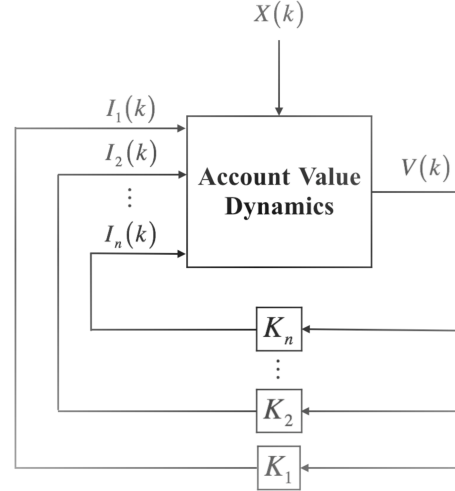 X(k)
I₁(k)
I₂(k)
⋮
Iₙ(k)
Account Value
Dynamics
V(k)
Kₙ
⋮
K₂
K₁